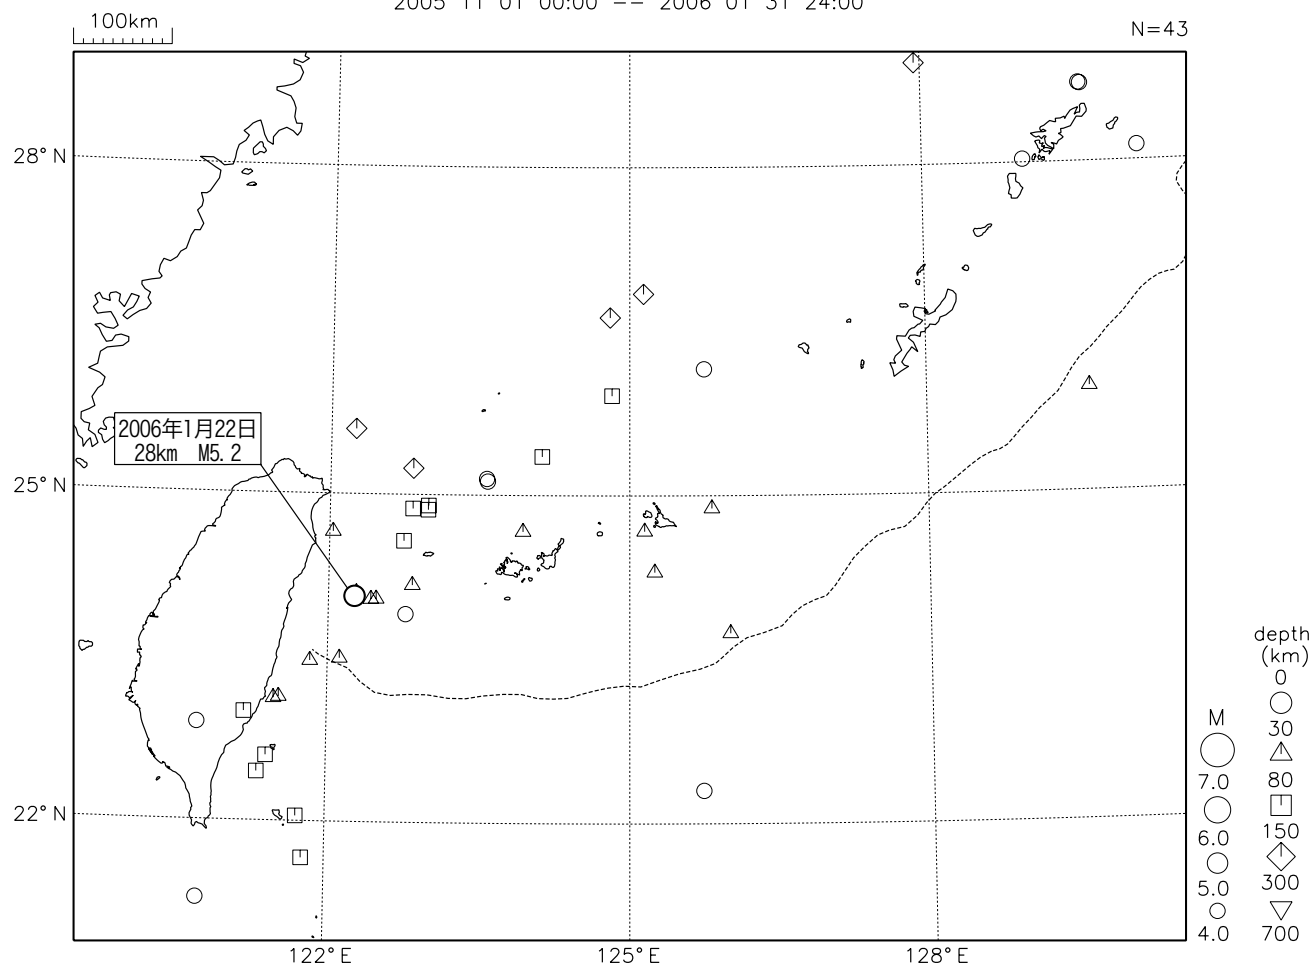 2005 11 01 00:00 -- 2006 01 31 24:00
100km
N=43
28°N
25°N
22°N
2006年1月22日
28km M5.2
122°E
125°E
128°E
M
7.0
6.0
5.0
4.0
depth
(km)
0
30
80
150
300
700